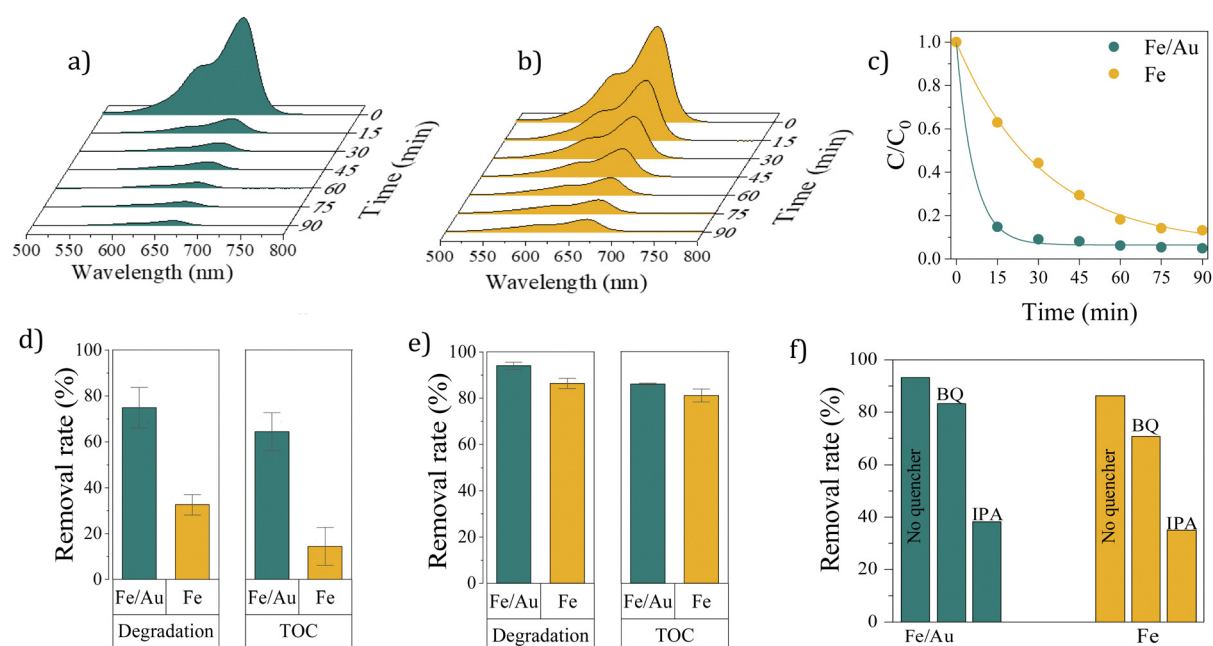 a)
0
15
30
45
60
75
90
Time (min)
500 550 600 650 700 750 800
Wavelength (nm)
b)
0
15
30
45
60
75
90
Time (min)
500 550 600 650 700 750 800
Wavelength (nm)
c)
Fe/Au
Fe
1.0
0.8
0.6
0.4
0.2
0.0
C/C0
0 15 30 45 60 75 90
Time (min)
d)
100
80
60
40
20
0
Removal rate (%)
Fe/Au Fe Fe/Au Fe
Degradation TOC
e)
100
80
60
40
20
0
Removal rate (%)
Fe/Au Fe Fe/Au Fe
Degradation TOC
f)
100
80
60
40
20
0
Removal rate (%)
No quencher
BQ
IPA
No quencher
BQ
IPA
Fe/Au Fe